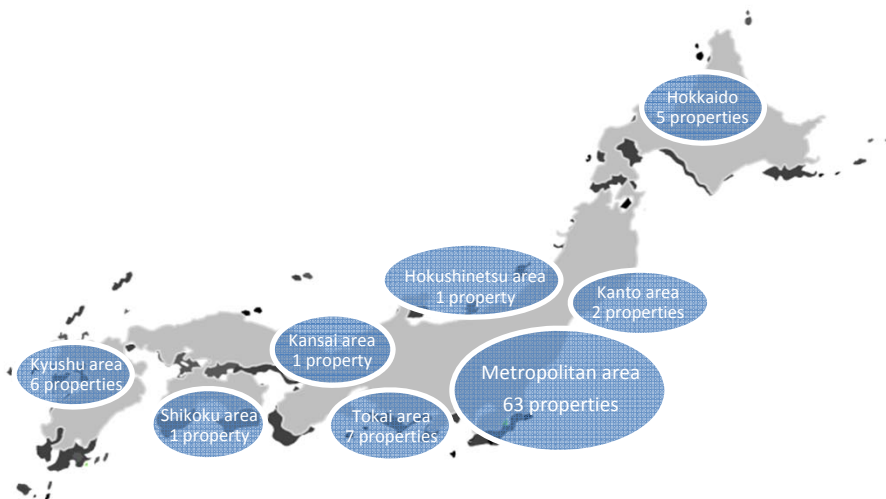 Hokkaido
5 properties
Hokushinetsu area
1 property
Kanto area
2 properties
Kansai area
1 property
Metropolitan area
63 properties
Kyushu area
6 properties
Shikoku area
1 property
Tokai area
7 properties